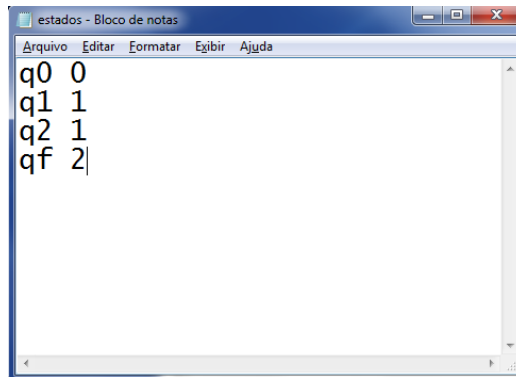 estados - Bloco de notas
Arquivo Editar Formatar Exibir Ajuda
q0 0
q1 1
q2 1
qf 2